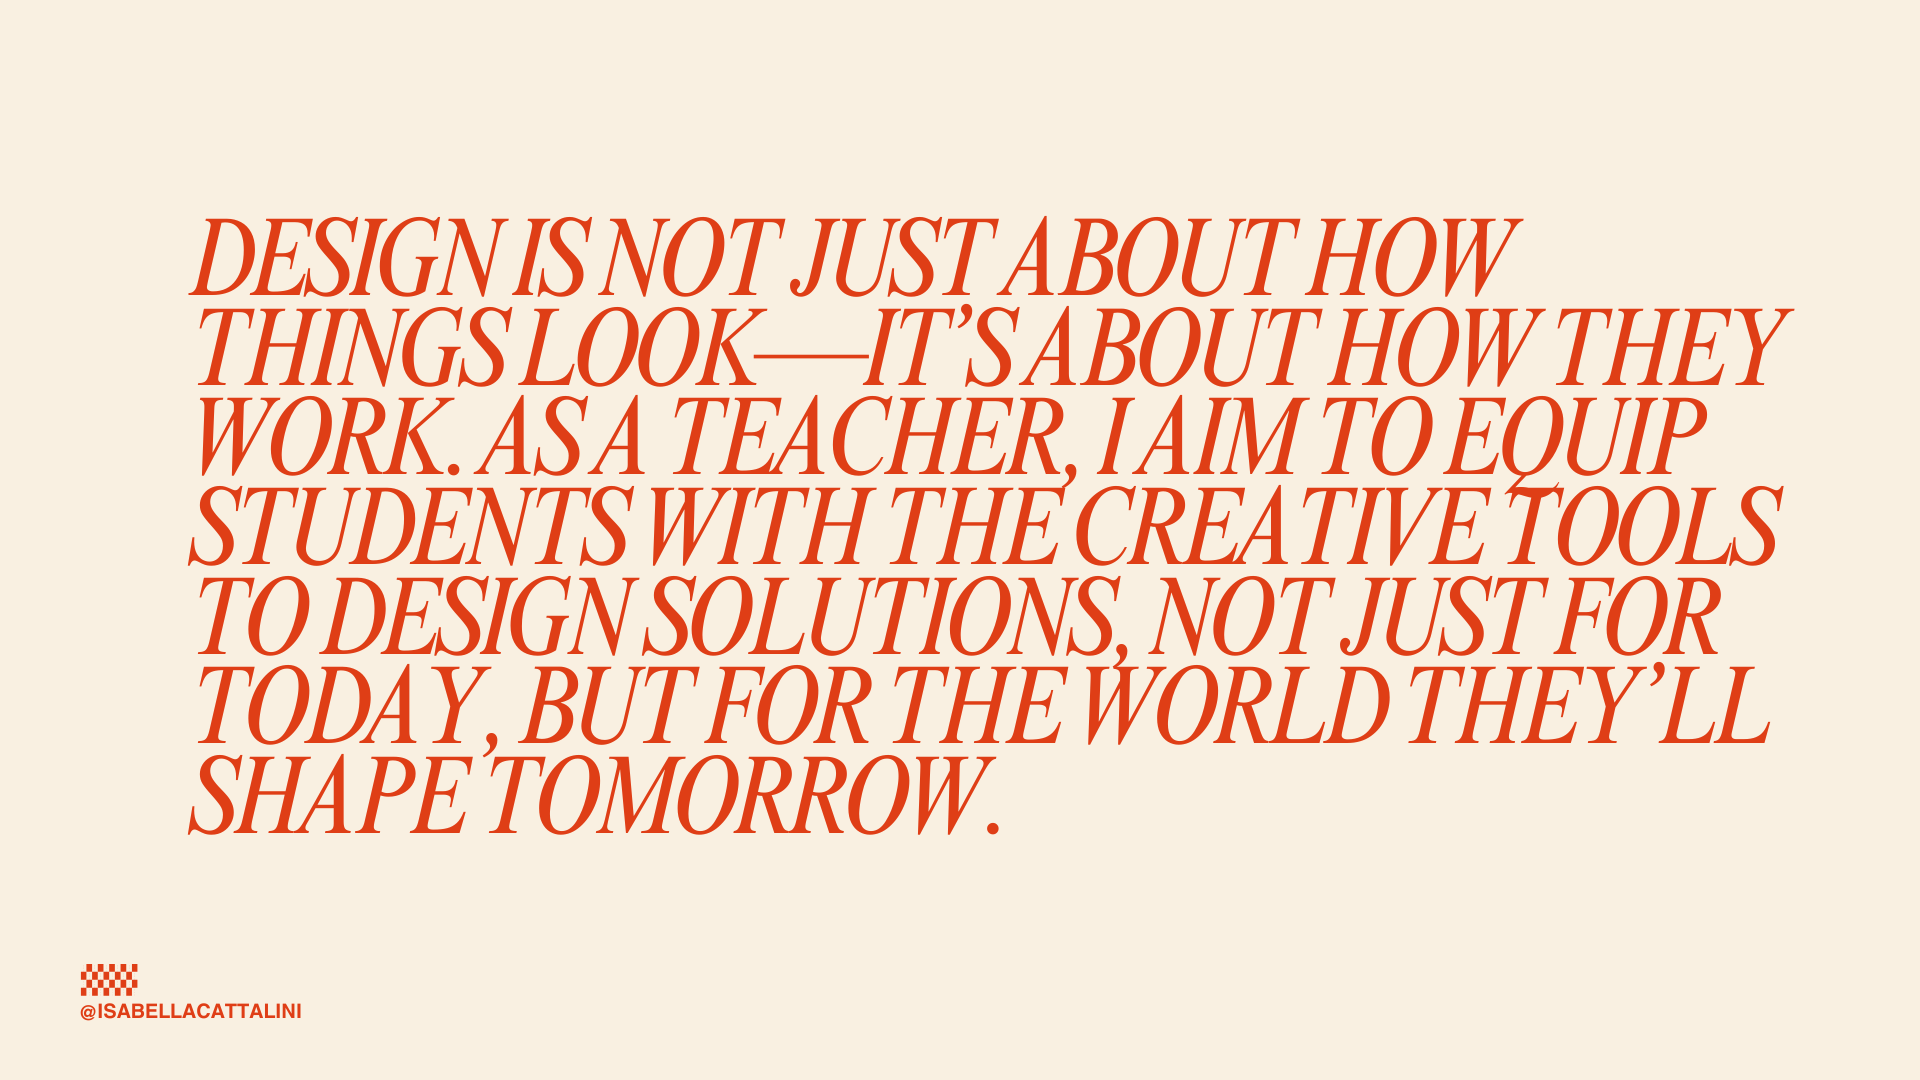 DESIGN IS NOT JUST ABOUT HOW
THINGS LOOK—IT’S ABOUT HOW THEY
WORK. AS A TEACHER, I AIM TO EQUIP
STUDENTS WITH THE CREATIVE TOOLS
TO DESIGN SOLUTIONS, NOT JUST FOR
TODAY, BUT FOR THE WORLD THEY’LL
SHAPE TOMORROW.
@ISABELLACATTALINI